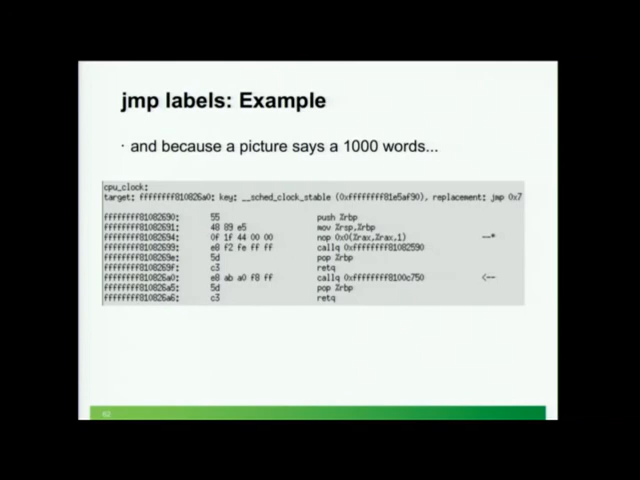 jmp labels: Example
· and because a picture says a 1000 words...
cpu_clock:
target: ffffffff810826a0; key: __sched_clock_stable (0xffffffff81e5af90), replacement: jmp 0x7
ffffffff81082690: 55 push %rbp
ffffffff81082691: 48 89 e5 mov %rsp,%rbp
ffffffff81082694: 0f 1f 44 00 00 nop 0x0(%rax,%rax,1) --*
ffffffff81082699: e8 f2 fe ff ff callq 0xffffffff81082590
ffffffff8108269e: 5d pop %rbp
ffffffff8108269f: c3 retq
ffffffff810826a0: e8 ab a0 f8 ff callq 0xffffffff8100c750 <--
ffffffff810826a5: 5d pop %rbp
ffffffff810826a6: c3 retq
62